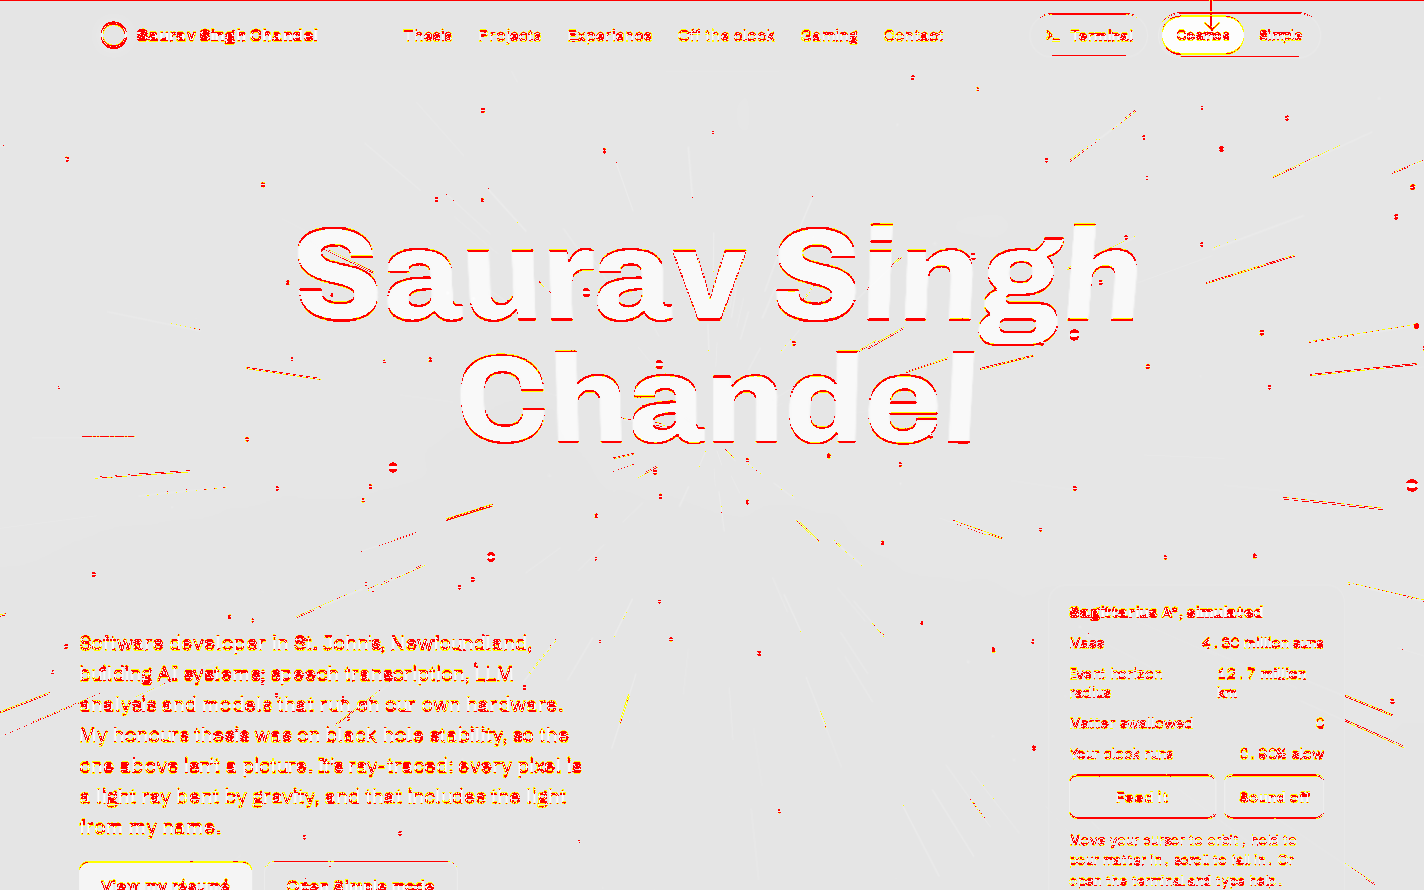 Saurav Singh Chandel
Thesis Projects Experience Off the clock Gaming Contact
>_ Terminal Cosmos Simple
Saurav Singh
Chandel
Software developer in St. John's, Newfoundland,
building AI systems; speech transcription, LLM
analysis and models that run on our own hardware.
My honours thesis was on black hole stability, so the
one above isn't a picture. It's ray-traced: every pixel is
a light ray bent by gravity, and that includes the light
from my name.
View my résumé Open Simple mode
Sagittarius A*, simulated
Mass 4.30 million suns
Event horizon radius 12.7 million km
Matter swallowed 0
Your clock runs slow
Feed it Sound off
Move your cursor to orbit, hold to
pour matter in, scroll to fall in. Or
open the terminal and type help.